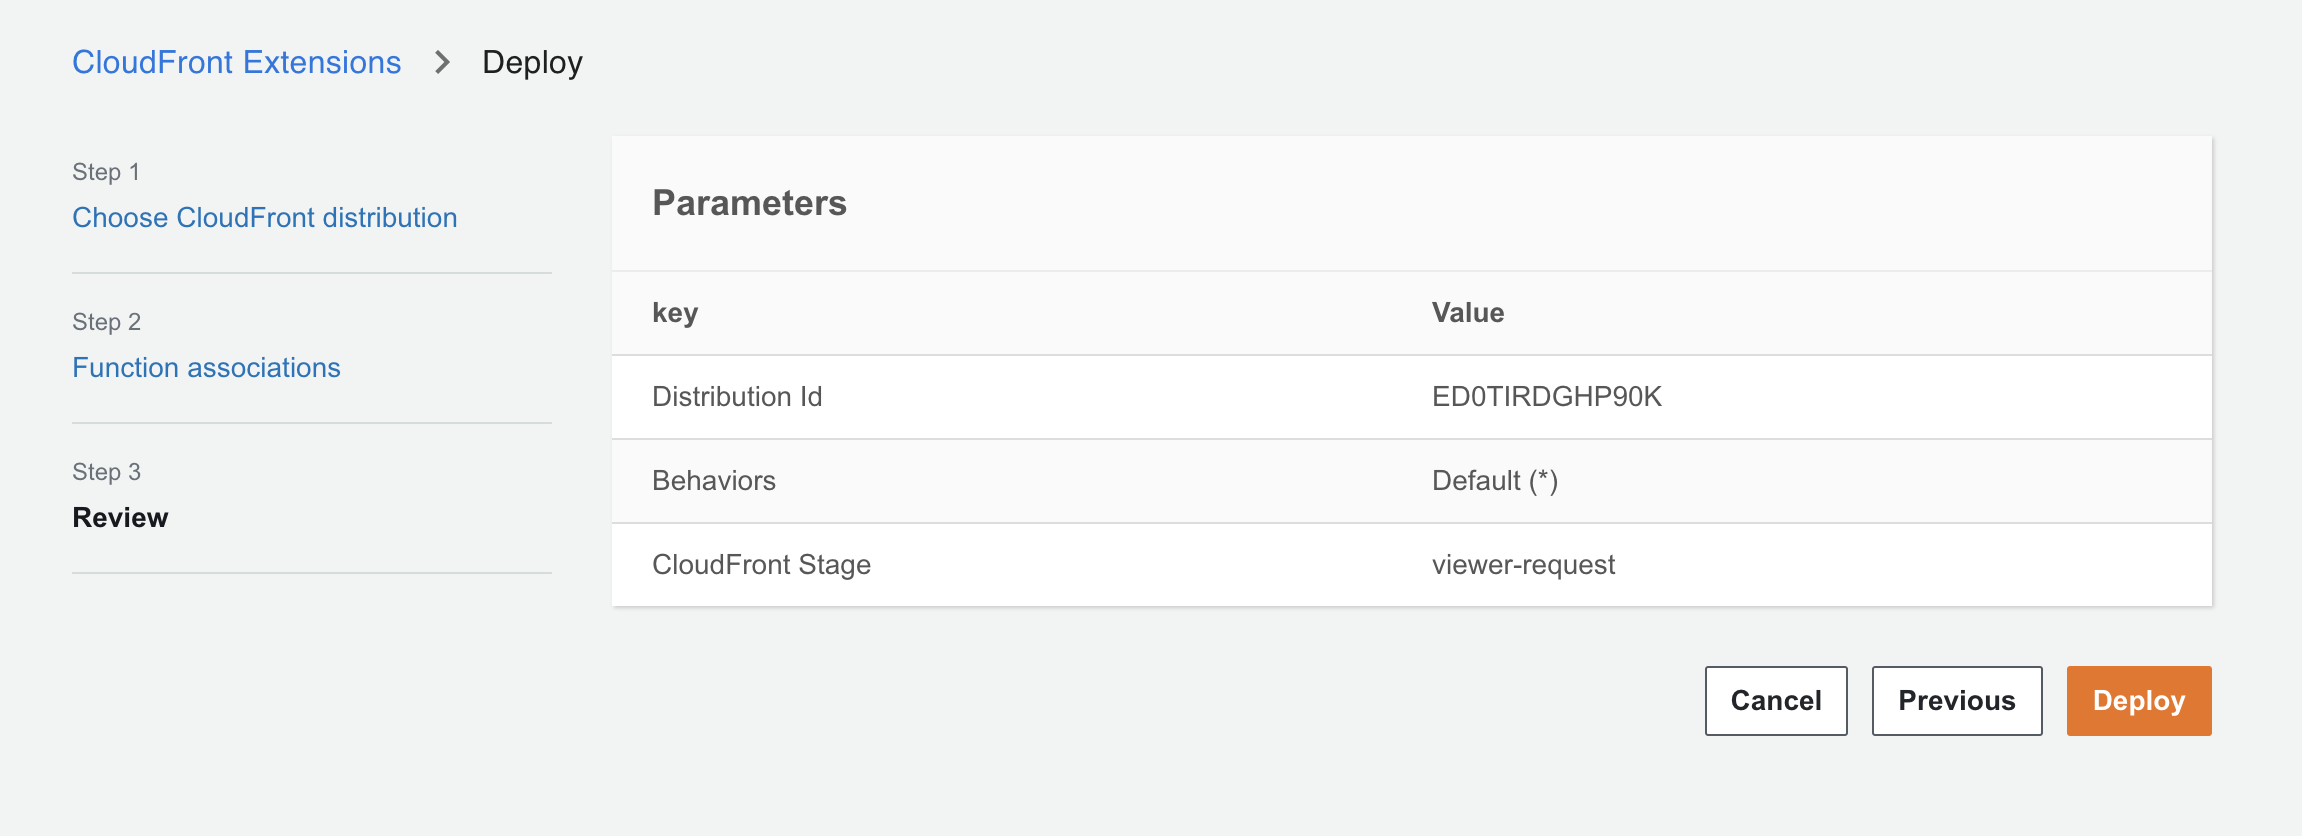 CloudFront Extensions > Deploy
Step 1
Choose CloudFront distribution
Step 2
Function associations
Step 3
Review
Parameters
key Value
Distribution Id ED0TIRDGHP90K
Behaviors Default (*)
CloudFront Stage viewer-request
Cancel Previous Deploy